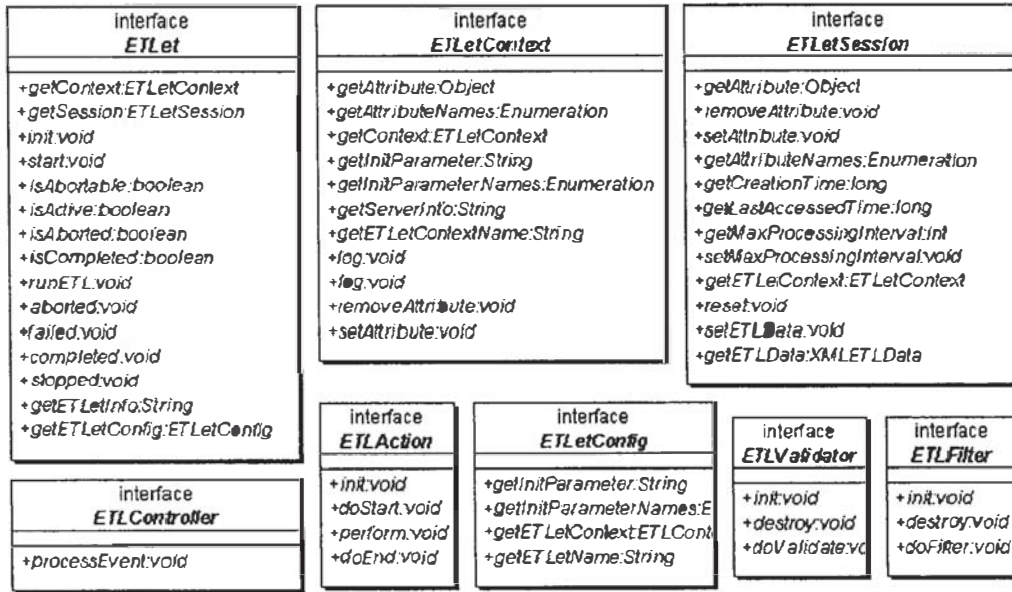 interface
ETLet
+getContext:ETLetContext
+getSession:ETLetSession
+init:void
+start:void
+isAbortable:boolean
+isActive:boolean
+isAborted:boolean
+isCompleted:boolean
+runETL:void
+aborted:void
+failed:void
+completed:void
+stopped:void
+getETLetInfo:String
+getETLetConfig:ETLetConfig
interface
ETLetContext
+getAttribute:Object
+getAttributeNames:Enumeration
+getContext:ETLetContext
+getInitParameter:String
+getInitParameterNames:Enumeration
+getServerInfo:String
+getETLetContextName:String
+log:void
+log:void
+removeAttribute:void
+setAttribute:void
interface
ETLetSession
+getAttribute:Object
+removeAttribute:void
+setAttribute:void
+getAttributeNames:Enumeration
+getCreationTime:long
+getLastAccessedTime:long
+getMaxProcessingInterval:int
+setMaxProcessingInterval:void
+getETLetContext:ETLetContext
+reset:void
+setETLData:void
+getETLData:XMLETLData
interface
ETLController
+processEvent:void
interface
ETLAction
+init:void
+doStart:void
+perform:void
+doEnd:void
interface
ETLetConfig
+getInitParameter:String
+getInitParameterNames:E
+getETLetContext:ETLCont
+getETLetName:String
interface
ETLValidator
+init:void
+destroy:void
+doValidate:vo
interface
ETLFilter
+init:void
+destroy:void
+doFilter:void